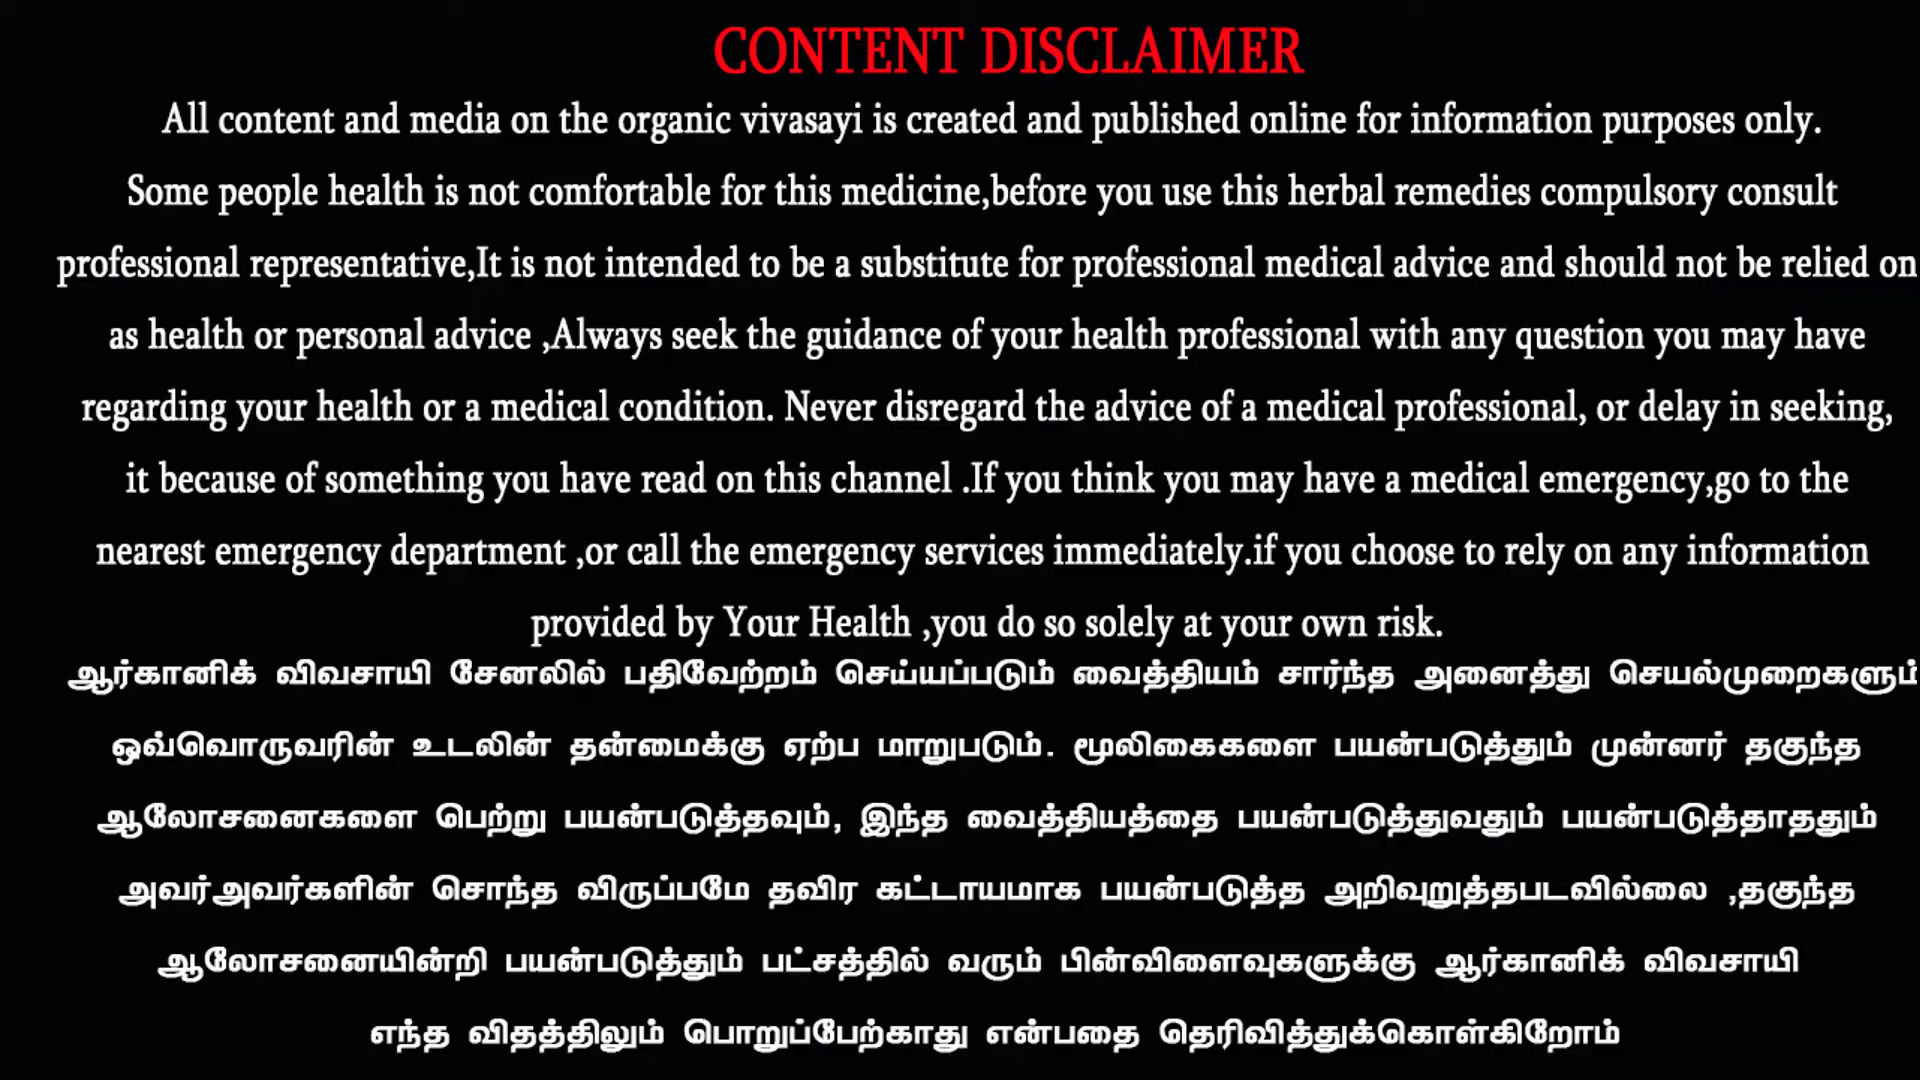 CONTENT DISCLAIMER
All content and media on the organic vivasayi is created and published online for information purposes only.
Some people health is not comfortable for this medicine,before you use this herbal remedies compulsory consult
professional representative,It is not intended to be a substitute for professional medical advice and should not be relied on
as health or personal advice ,Always seek the guidance of your health professional with any question you may have
regarding your health or a medical condition. Never disregard the advice of a medical professional, or delay in seeking,
it because of something you have read on this channel .If you think you may have a medical emergency,go to the
nearest emergency department ,or call the emergency services immediately.if you choose to rely on any information
provided by Your Health ,you do so solely at your own risk.
ஆர்கானிக் விவசாயி சேனலில் பதிவேற்றம் செய்யப்படும் வைத்தியம் சார்ந்த அனைத்து செயல்முறைகளும்
ஒவ்வொருவரின் உடலின் தன்மைக்கு ஏற்ப மாறுபடும். மூலிகைகளை பயன்படுத்தும் முன்னர் தகுந்த
ஆலோசனைகளை பெற்று பயன்படுத்தவும், இந்த வைத்தியத்தை பயன்படுத்துவதும் பயன்படுத்தாததும்
அவர்அவர்களின் சொந்த விருப்பமே தவிர கட்டாயமாக பயன்படுத்த அறிவுறுத்தபடவில்லை ,தகுந்த
ஆலோசனையின்றி பயன்படுத்தும் பட்சத்தில் வரும் பின்விளைவுகளுக்கு ஆர்கானிக் விவசாயி
எந்த விதத்திலும் பொறுப்பேற்காது என்பதை தெரிவித்துக்கொள்கிறோம்